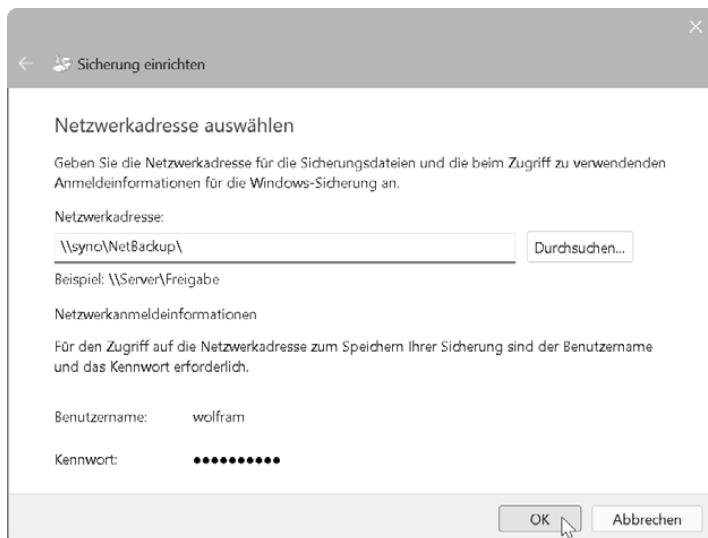 Sicherung einrichten
Netzwerkadresse auswählen
Geben Sie die Netzwerkadresse für die Sicherungsdateien und die beim Zugriff zu verwendenden
Anmeldeinformationen für die Windows-Sicherung an.
Netzwerkadresse:
\\syno\NetBackup\
Durchsuchen...
Beispiel: \\Server\Freigabe
Netzwerkanmeldeinformationen
Für den Zugriff auf die Netzwerkadresse zum Speichern Ihrer Sicherung sind der Benutzername
und das Kennwort erforderlich.
Benutzername: wolfram
Kennwort: ●●●●●●●●●●
OK Abbrechen